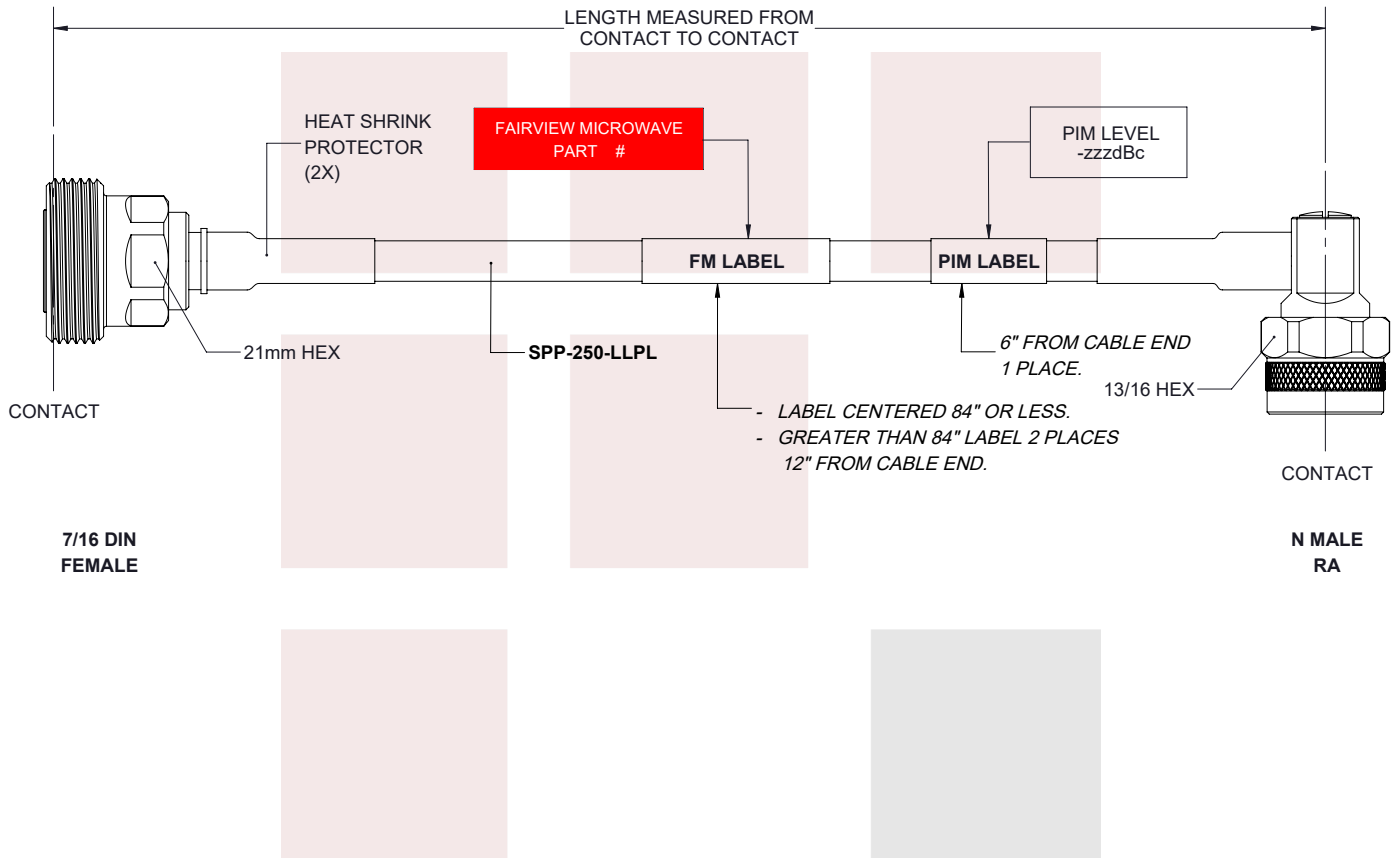 LENGTH MEASURED FROM
CONTACT TO CONTACT
HEAT SHRINK
PROTECTOR
(2X)
FAIRVIEW MICROWAVE
PART #
PIM LEVEL
-zzzdBc
FM LABEL
PIM LABEL
21mm HEX
SPP-250-LLPL
6" FROM CABLE END
1 PLACE.
13/16 HEX
CONTACT
- LABEL CENTERED 84" OR LESS.
- GREATER THAN 84" LABEL 2 PLACES
12" FROM CABLE END.
CONTACT
7/16 DIN
FEMALE
N MALE
RA